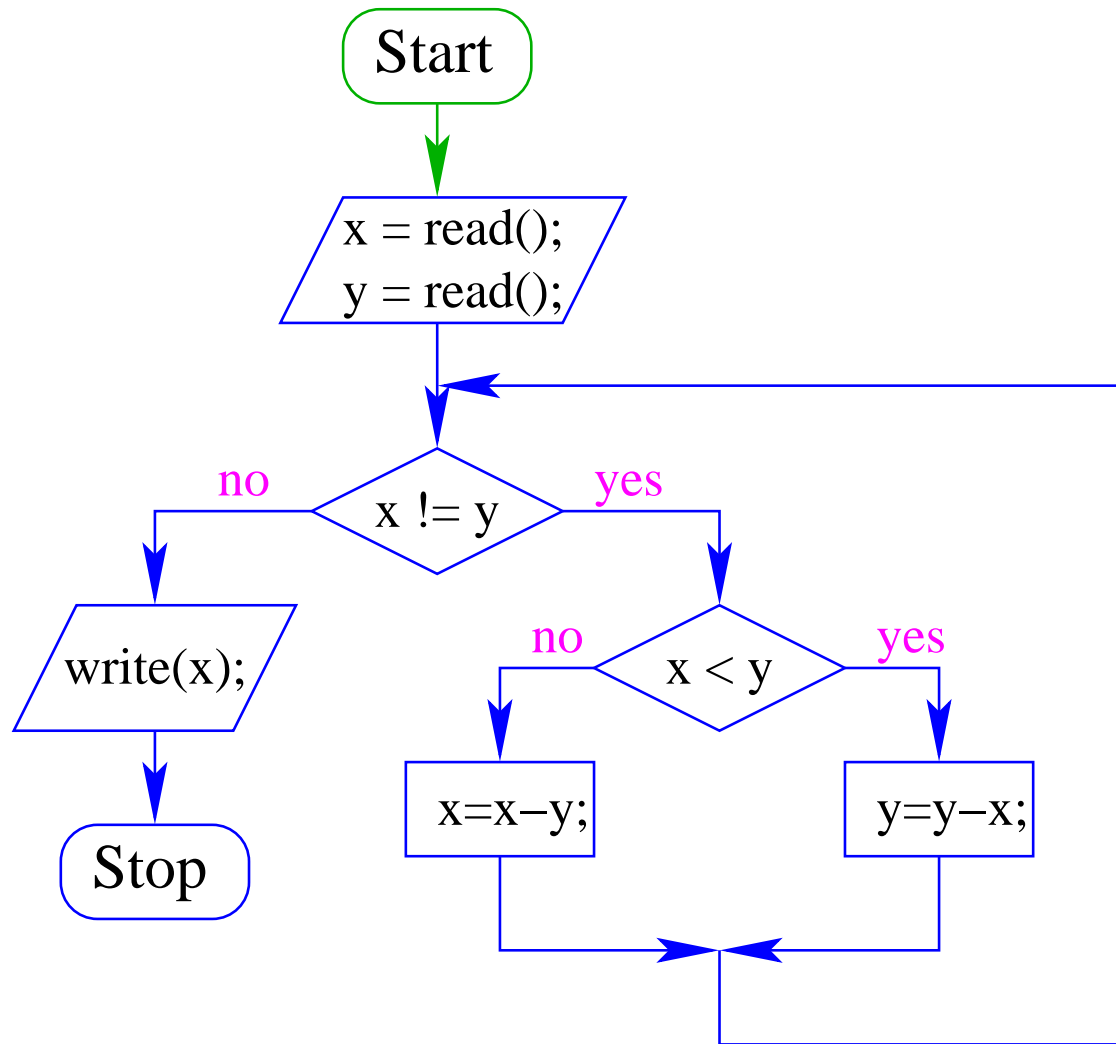 Start
x = read();
y = read();
no
yes
x != y
no
yes
write(x);
x < y
x=x−y;
y=y−x;
Stop